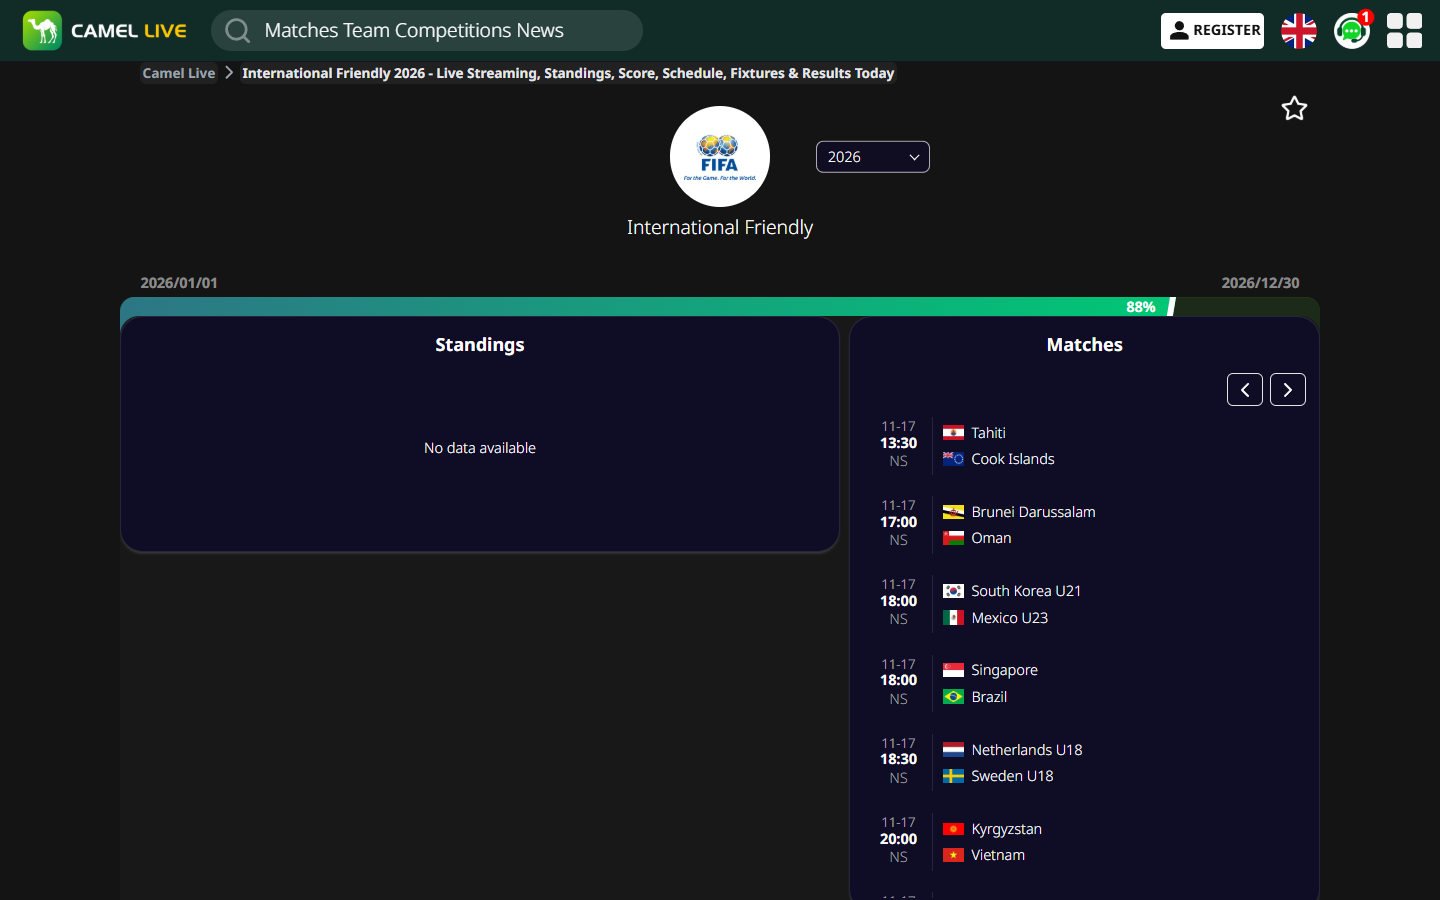 CAMEL LIVE
Matches Team Competitions News
REGISTER
1
Camel Live
International Friendly 2026 - Live Streaming, Standings, Score, Schedule, Fixtures & Results Today
FIFA
For the Game. For the World.
2026
International Friendly
2026/01/01
2026/12/30
88%
Standings
No data available
Matches
11-17
13:30
NS
Tahiti
Cook Islands
11-17
17:00
NS
Brunei Darussalam
Oman
11-17
18:00
NS
South Korea U21
Mexico U23
11-17
18:00
NS
Singapore
Brazil
11-17
18:30
NS
Netherlands U18
Sweden U18
11-17
20:00
NS
Kyrgyzstan
Vietnam